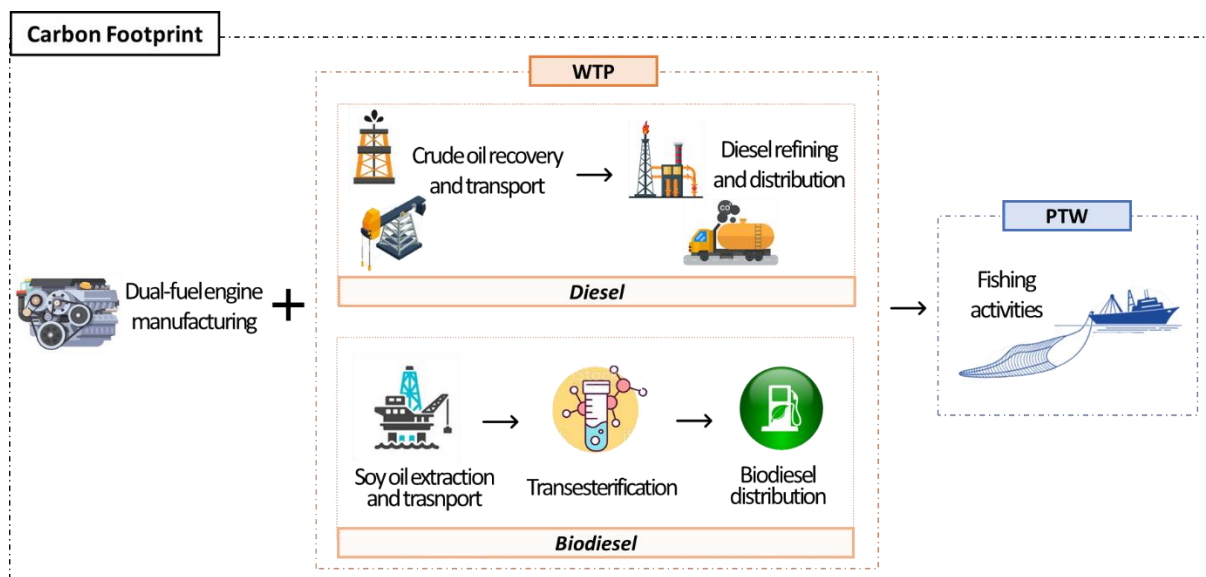 Carbon Footprint
WTP
Crude oil recovery
and transport
Diesel refining
and distribution
CO
Diesel
Dual-fuel engine
manufacturing
+
Soy oil extraction
and trasnport
Transesterification
Biodiesel
distribution
Biodiesel
PTW
Fishing
activities